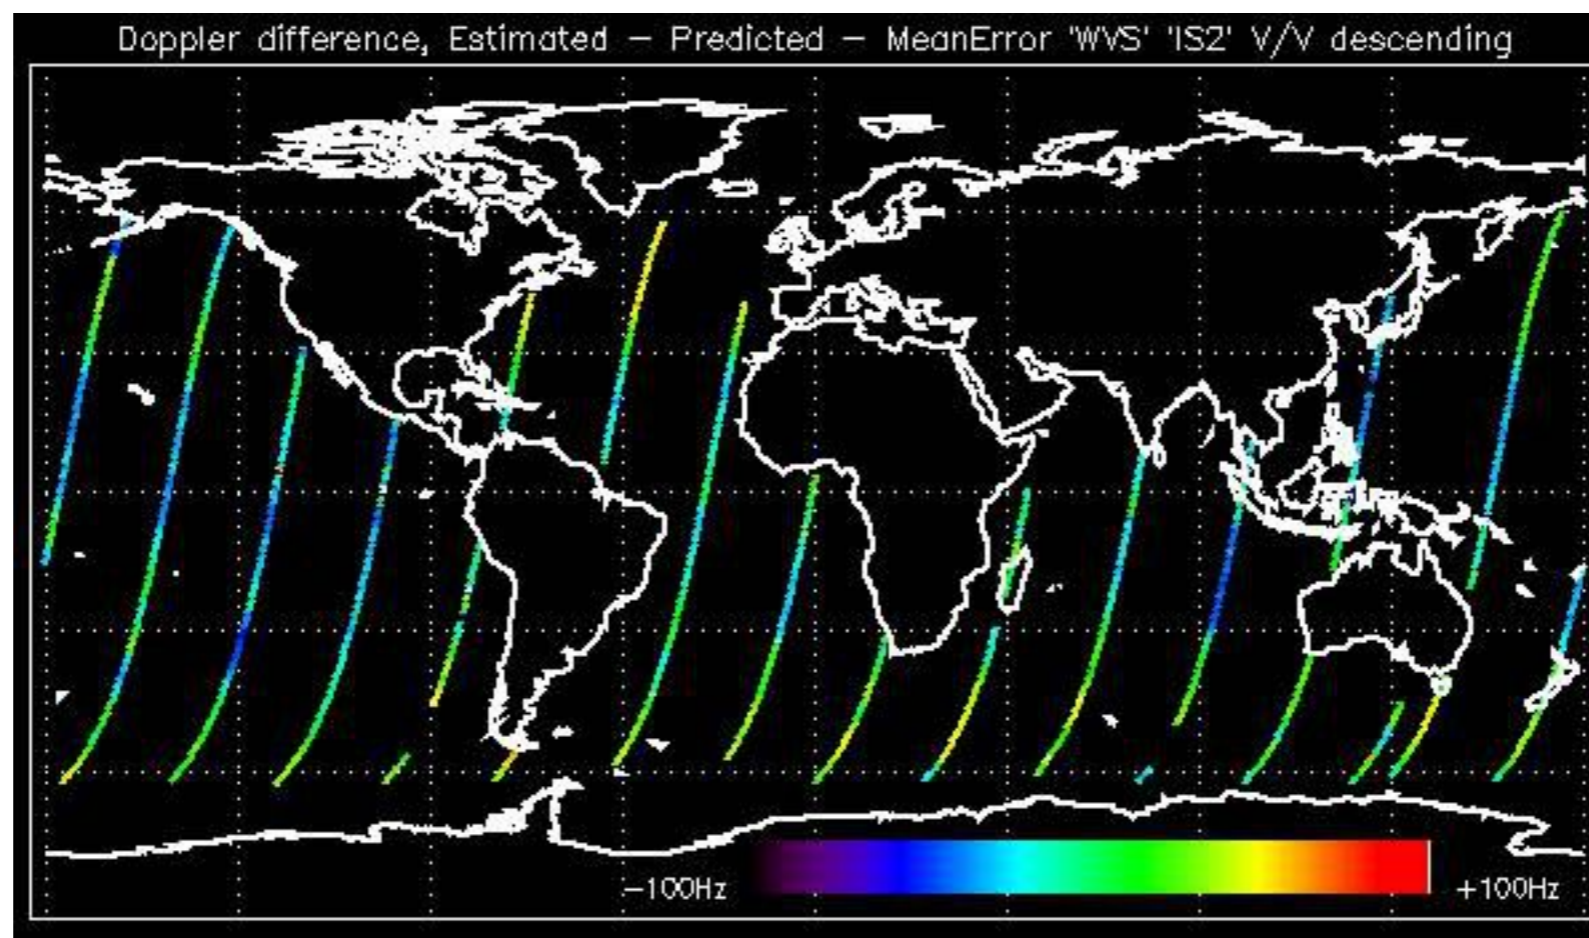 Doppler difference, Estimated – Predicted – MeanError 'WVS' 'IS2' V/V descending
-100Hz +100Hz